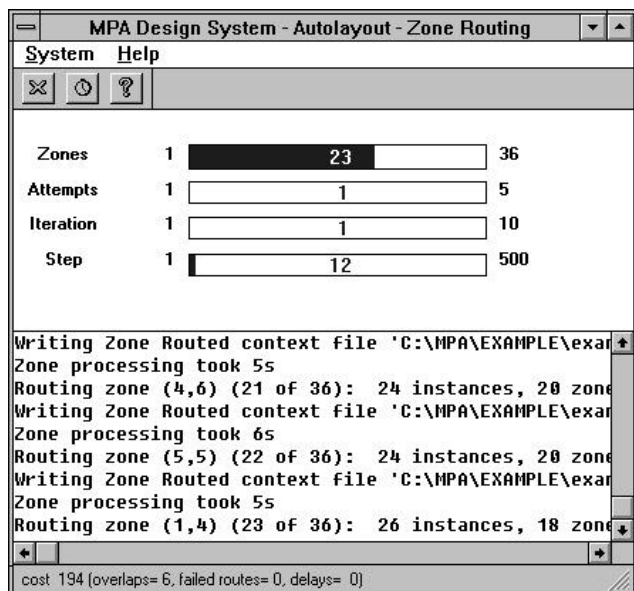 MPA Design System - Autolayout - Zone Routing
System Help
Zones 1 23 36
Attempts 1 1 5
Iteration 1 1 10
Step 1 12 500
Writing Zone Routed context file 'C:\MPA\EXAMPLE\exam
Zone processing took 5s
Routing zone (4,6) (21 of 36):  24 instances, 20 zone
Writing Zone Routed context file 'C:\MPA\EXAMPLE\exam
Zone processing took 6s
Routing zone (5,5) (22 of 36):  24 instances, 20 zone
Writing Zone Routed context file 'C:\MPA\EXAMPLE\exam
Zone processing took 5s
Routing zone (1,4) (23 of 36):  26 instances, 18 zone
cost 194 (overlaps= 6, failed routes= 0, delays= 0)